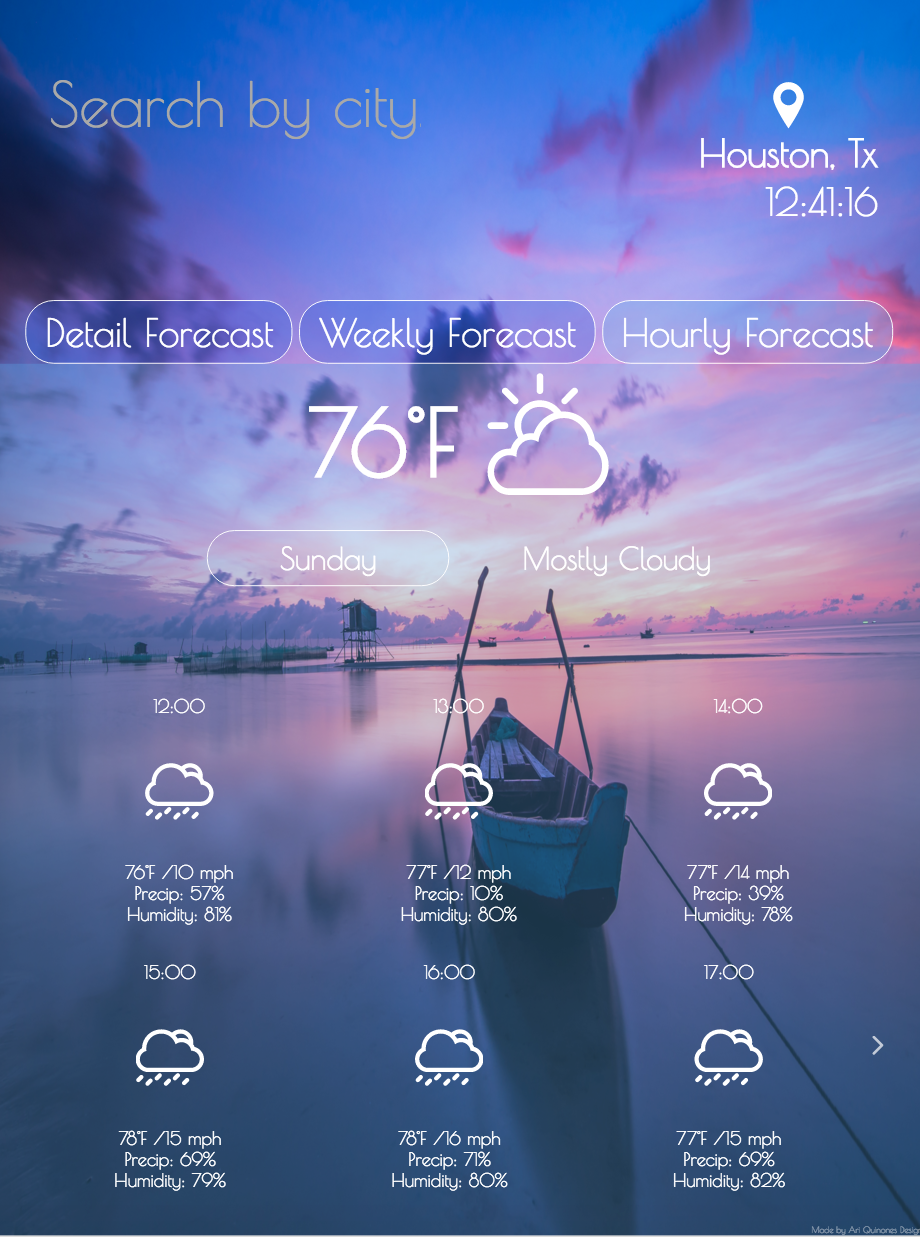 Search by city
Houston, Tx
12:41:16
Detail Forecast
Weekly Forecast
Hourly Forecast
76°F
Sunday
Mostly Cloudy
12:00
13:00
14:00
76°F /10 mph
Precip: 57%
Humidity: 81%
77°F /12 mph
Precip: 10%
Humidity: 80%
77°F /14 mph
Precip: 39%
Humidity: 78%
15:00
16:00
17:00
78°F /15 mph
Precip: 69%
Humidity: 79%
78°F /16 mph
Precip: 71%
Humidity: 80%
77°F /15 mph
Precip: 69%
Humidity: 82%
Made by Ari Quinones Design